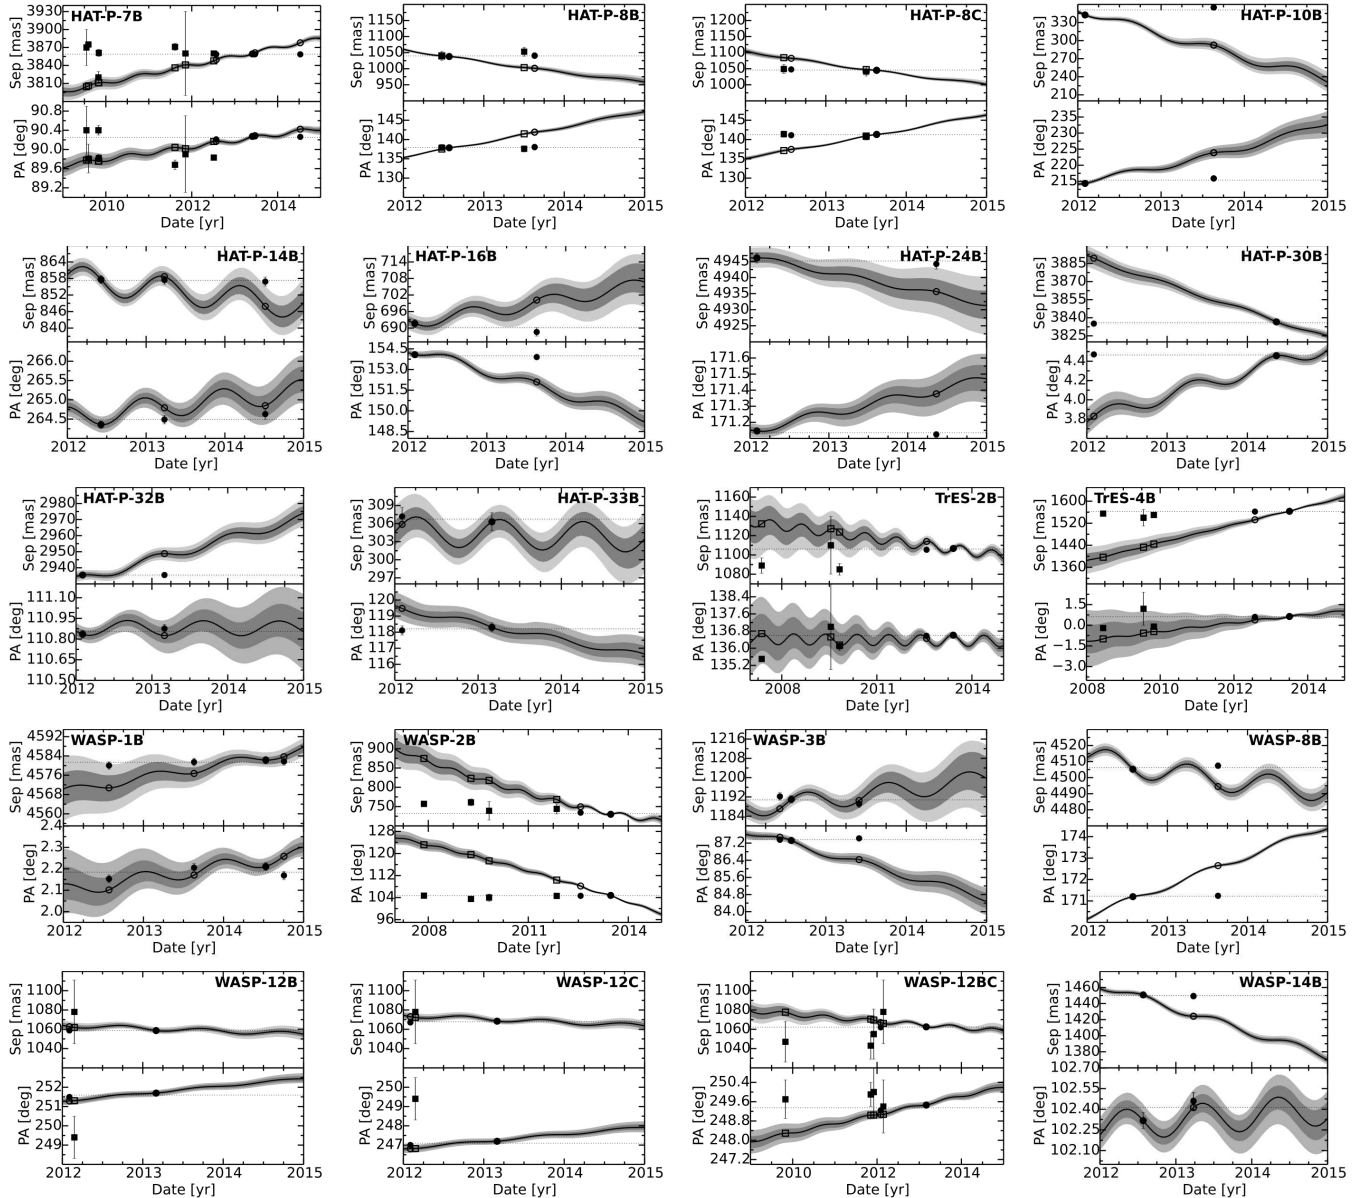 HAT-P-7B
Sep [mas]
3930
3900
3870
3840
3810
PA [deg]
90.8
90.4
90.0
89.6
89.2
2010 2011 2012 2013 2014
Date [yr]
HAT-P-8B
Sep [mas]
1150
1100
1050
1000
950
PA [deg]
145
140
135
130
2012 2013 2014 2015
Date [yr]
HAT-P-8C
Sep [mas]
1200
1150
1100
1050
1000
PA [deg]
145
140
135
130
2012 2013 2014 2015
Date [yr]
HAT-P-10B
Sep [mas]
330
300
270
240
210
PA [deg]
235
230
225
220
215
2012 2013 2014 2015
Date [yr]
HAT-P-14B
Sep [mas]
864
858
852
846
840
PA [deg]
266.0
265.5
265.0
264.5
2012 2013 2014 2015
Date [yr]
HAT-P-16B
Sep [mas]
714
708
702
696
690
PA [deg]
154.5
153.0
151.5
150.0
148.5
2012 2013 2014 2015
Date [yr]
HAT-P-24B
Sep [mas]
4945
4940
4935
4930
4925
PA [deg]
171.6
171.5
171.4
171.3
171.2
2012 2013 2014 2015
Date [yr]
HAT-P-30B
Sep [mas]
3885
3870
3855
3840
3825
PA [deg]
4.4
4.2
4.0
3.8
2012 2013 2014 2015
Date [yr]
HAT-P-32B
Sep [mas]
2980
2970
2960
2950
2940
PA [deg]
111.10
110.95
110.80
110.65
110.50
2012 2013 2014 2015
Date [yr]
HAT-P-33B
Sep [mas]
309
306
303
300
297
PA [deg]
120
119
118
117
116
2012 2013 2014 2015
Date [yr]
TrES-2B
Sep [mas]
1160
1140
1120
1100
1080
PA [deg]
138.4
137.6
136.8
136.0
135.2
2008 2011 2014
Date [yr]
TrES-4B
Sep [mas]
1600
1520
1440
1360
PA [deg]
1.5
0.0
−1.5
−3.0
2008 2010 2012 2014
Date [yr]
WASP-1B
Sep [mas]
4592
4584
4576
4568
4560
PA [deg]
2.4
2.3
2.2
2.1
2.0
2012 2013 2014 2015
Date [yr]
WASP-2B
Sep [mas]
900
850
800
750
PA [deg]
128
120
112
104
96
2008 2011 2014
Date [yr]
WASP-3B
Sep [mas]
1216
1208
1200
1192
1184
PA [deg]
87.2
86.4
85.6
84.8
84.0
2012 2013 2014 2015
Date [yr]
WASP-8B
Sep [mas]
4520
4510
4500
4490
4480
PA [deg]
174
173
172
171
2012 2013 2014 2015
Date [yr]
WASP-12B
Sep [mas]
1100
1080
1060
1040
PA [deg]
252
251
250
249
2012 2013 2014 2015
Date [yr]
WASP-12C
Sep [mas]
1100
1080
1060
1040
PA [deg]
250
249
248
247
2012 2013 2014 2015
Date [yr]
WASP-12BC
Sep [mas]
1100
1080
1060
1040
PA [deg]
250.4
249.6
248.8
248.0
247.2
2010 2012 2014
Date [yr]
WASP-14B
Sep [mas]
1460
1440
1420
1400
1380
PA [deg]
102.70
102.55
102.40
102.25
102.10
2012 2013 2014 2015
Date [yr]